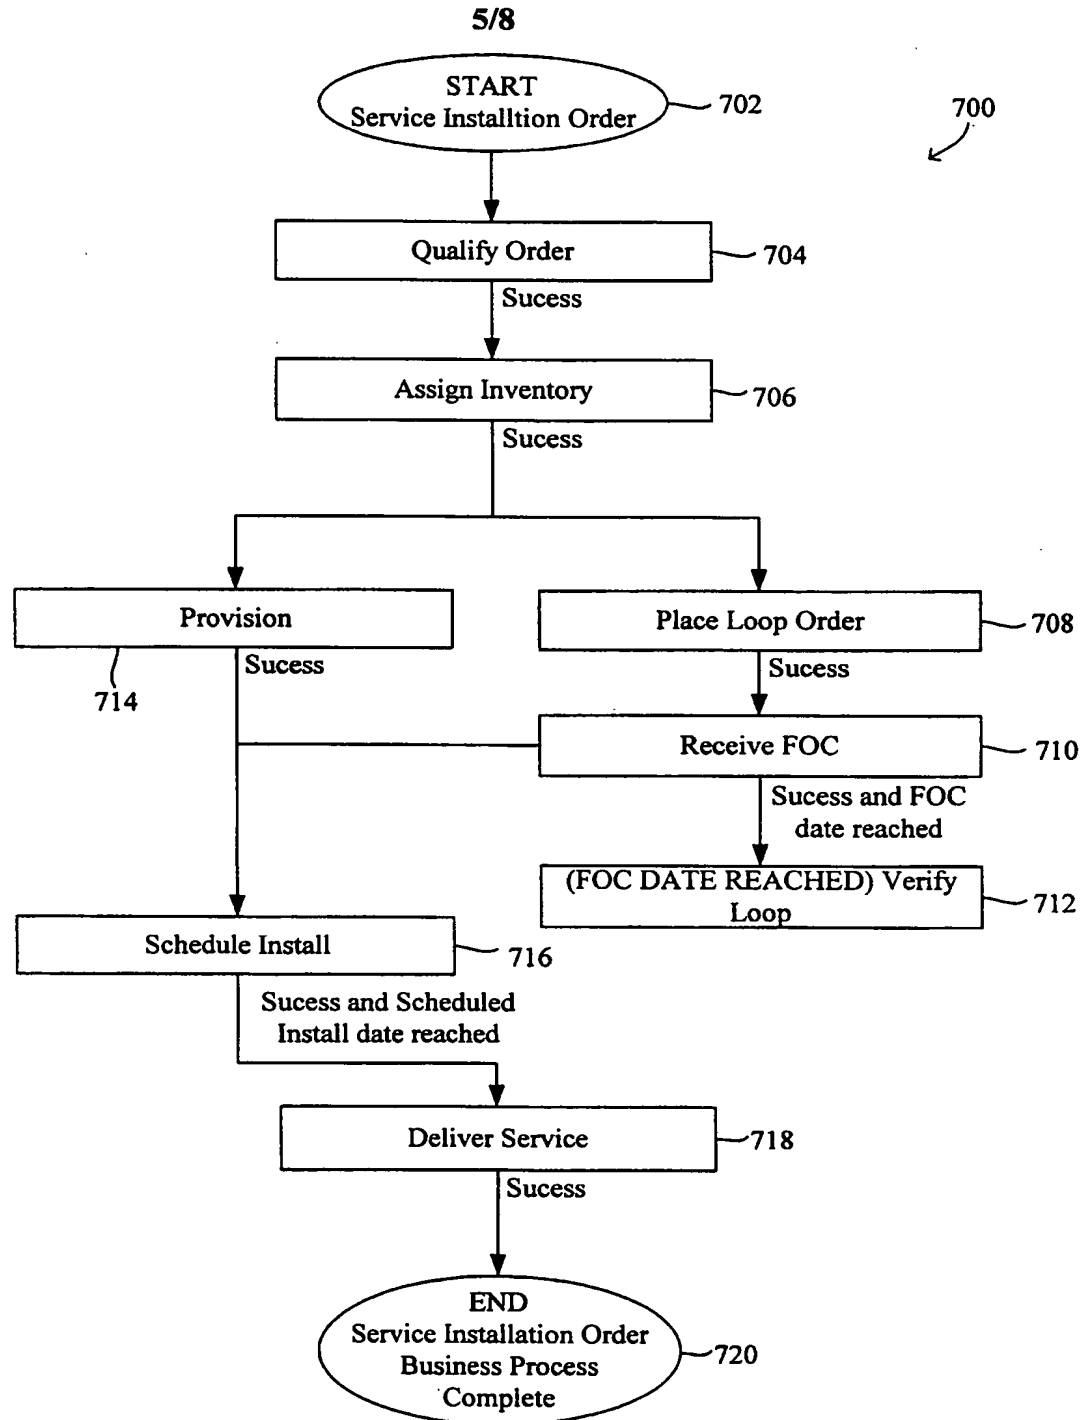 5/8
START
Service Installtion Order
702
700
Qualify Order
704
Sucess
Assign Inventory
706
Sucess
Provision
714
Sucess
Place Loop Order
708
Sucess
Receive FOC
710
Sucess and FOC
date reached
(FOC DATE REACHED) Verify
Loop
712
Schedule Install
716
Sucess and Scheduled
Install date reached
Deliver Service
718
Sucess
END
Service Installation Order
Business Process
Complete
720